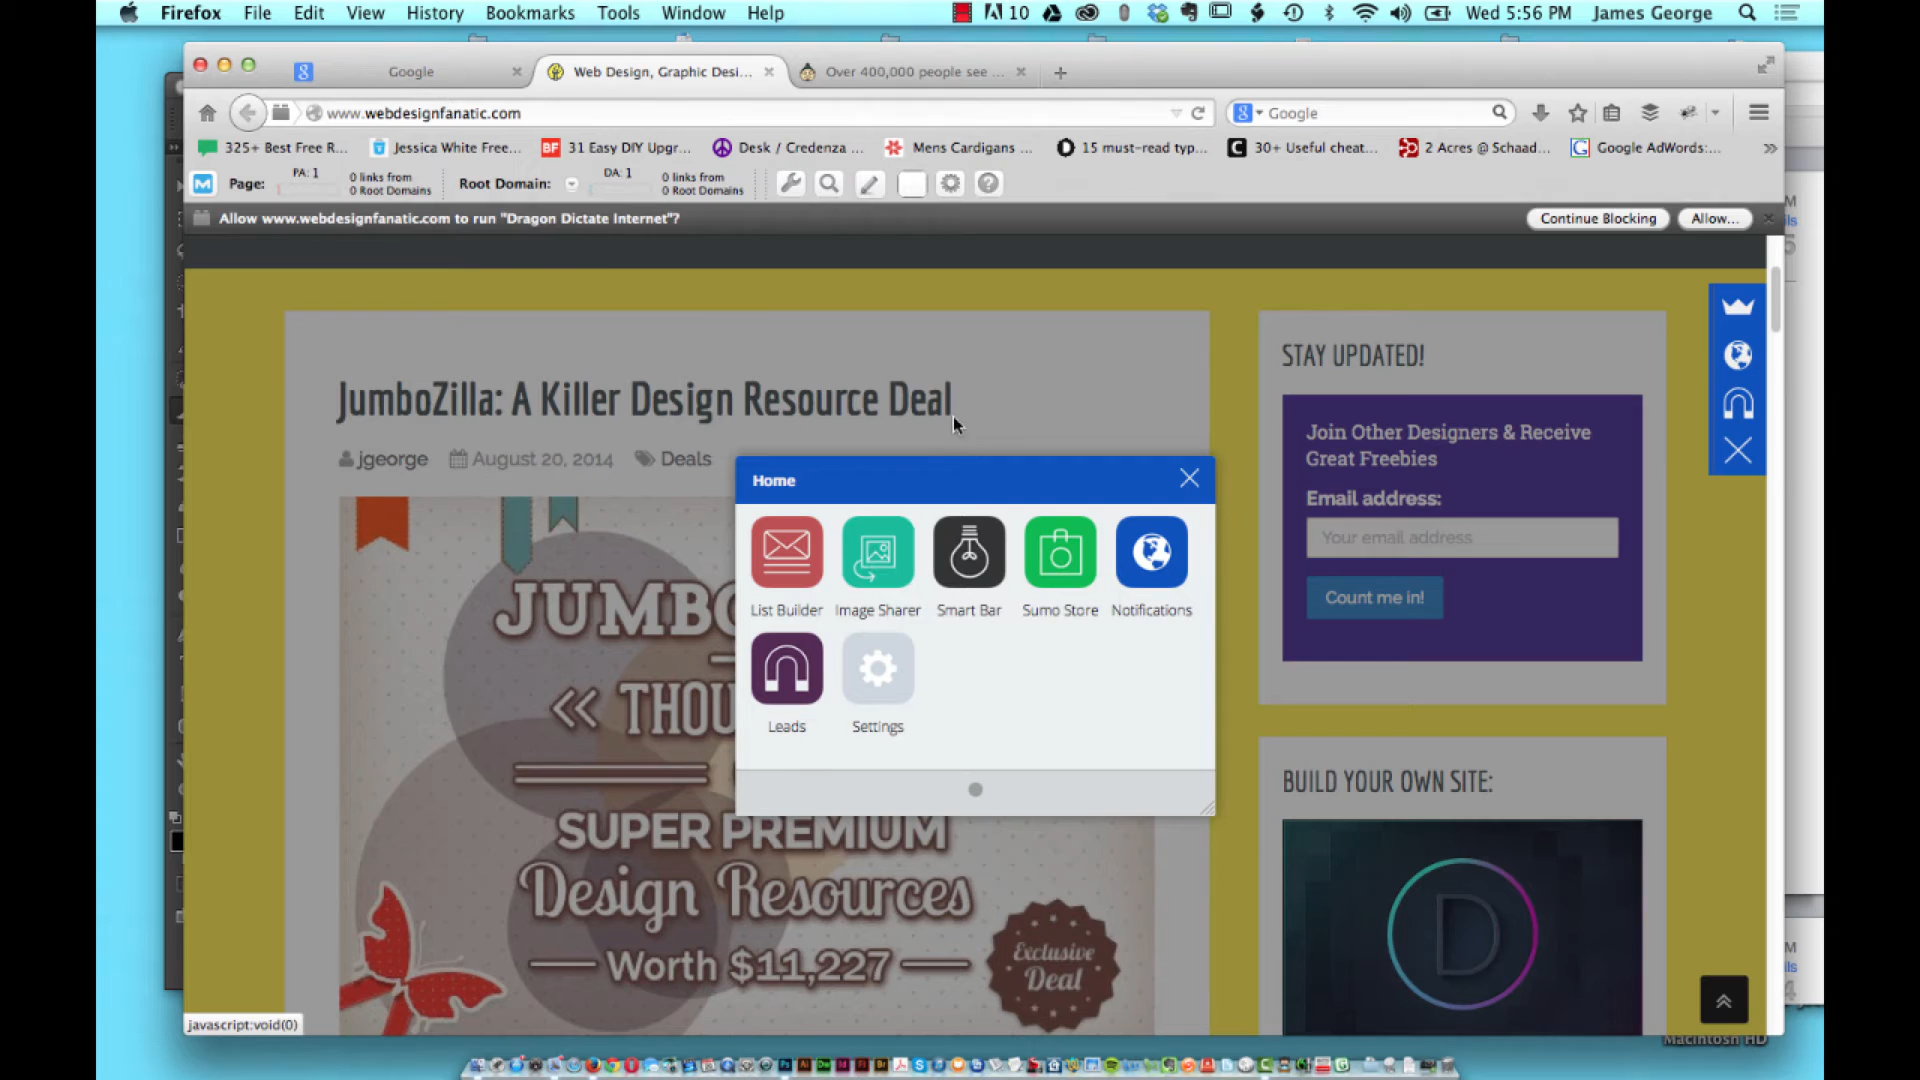 Firefox File Edit View History Bookmarks Tools Window Help 10 Wed 5:56 PM James George
Google Web Design, Graphic Desi... Over 400,000 people see ...
www.webdesignfanatic.com Google
325+ Best Free R... Jessica White Free... BF 31 Easy DIY Upgr... Desk / Credenza ... Mens Cardigans ... 15 must-read typ... 30+ Useful cheat... 2 Acres @ Schaad... Google AdWords:...
Page: PA: 1 0 links from 0 Root Domains Root Domain: DA: 1 0 links from 0 Root Domains
Allow www.webdesignfanatic.com to run "Dragon Dictate Internet"? Continue Blocking Allow...
STAY UPDATED!
JumboZilla: A Killer Design Resource Deal
Join Other Designers & Receive
Great Freebies
jgeorge August 20, 2014 Deals
Home
Email address:
Your email address
Count me in!
List Builder Image Sharer Smart Bar Sumo Store Notifications
Leads Settings
JUMBO
« THOU
SUPER PREMIUM
Design Resources
Worth $11,227
Exclusive
Deal
BUILD YOUR OWN SITE:
D
javascript:void(0)
Macintosh HD